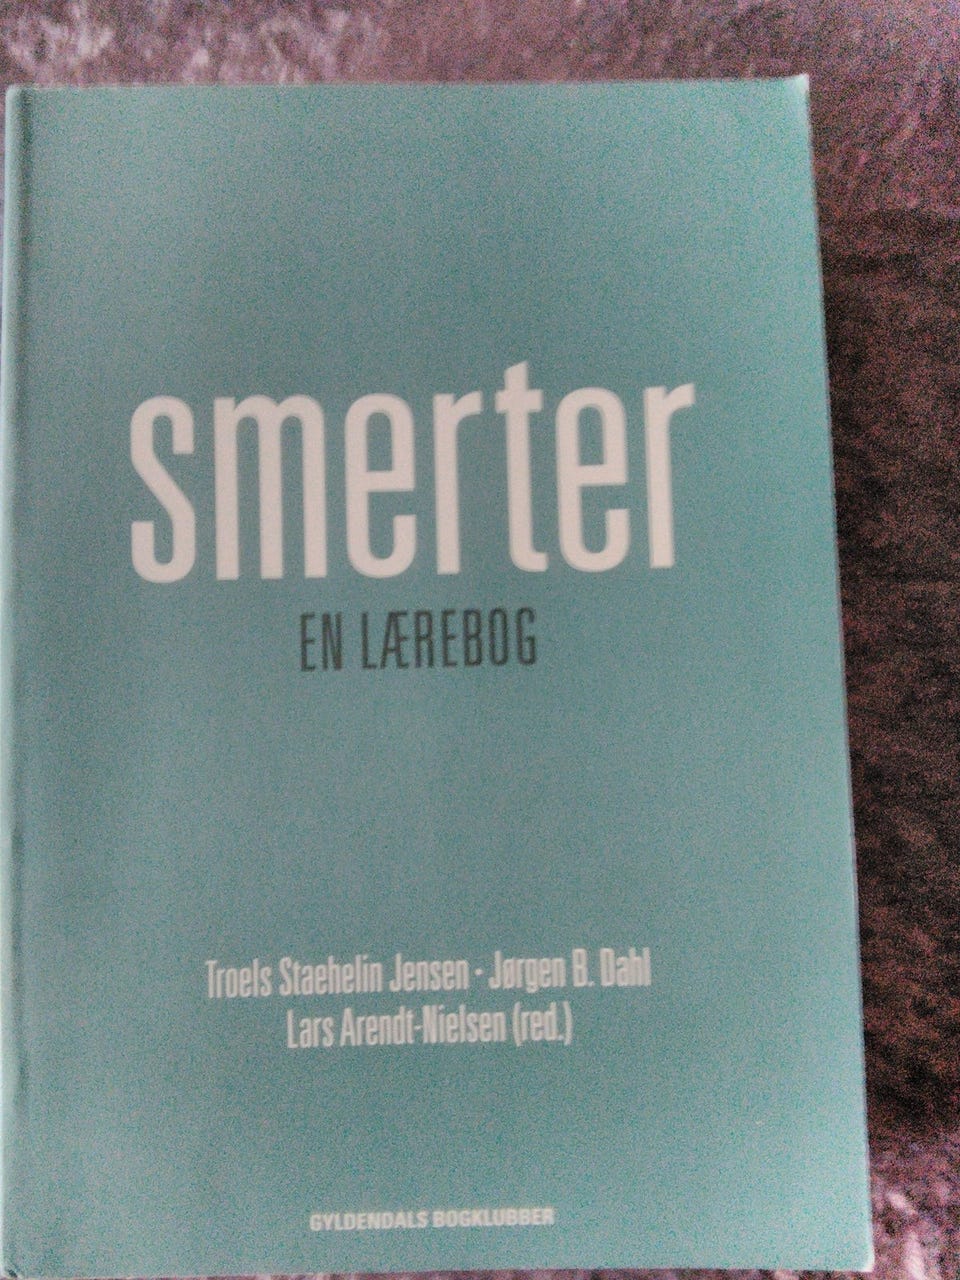 smerter
EN LÆREBOG
Troels Staehelin Jensen · Jørgen B. Dahl
Lars Arendt-Nielsen (red.)
GYLDENDALS BOGKLUBBER